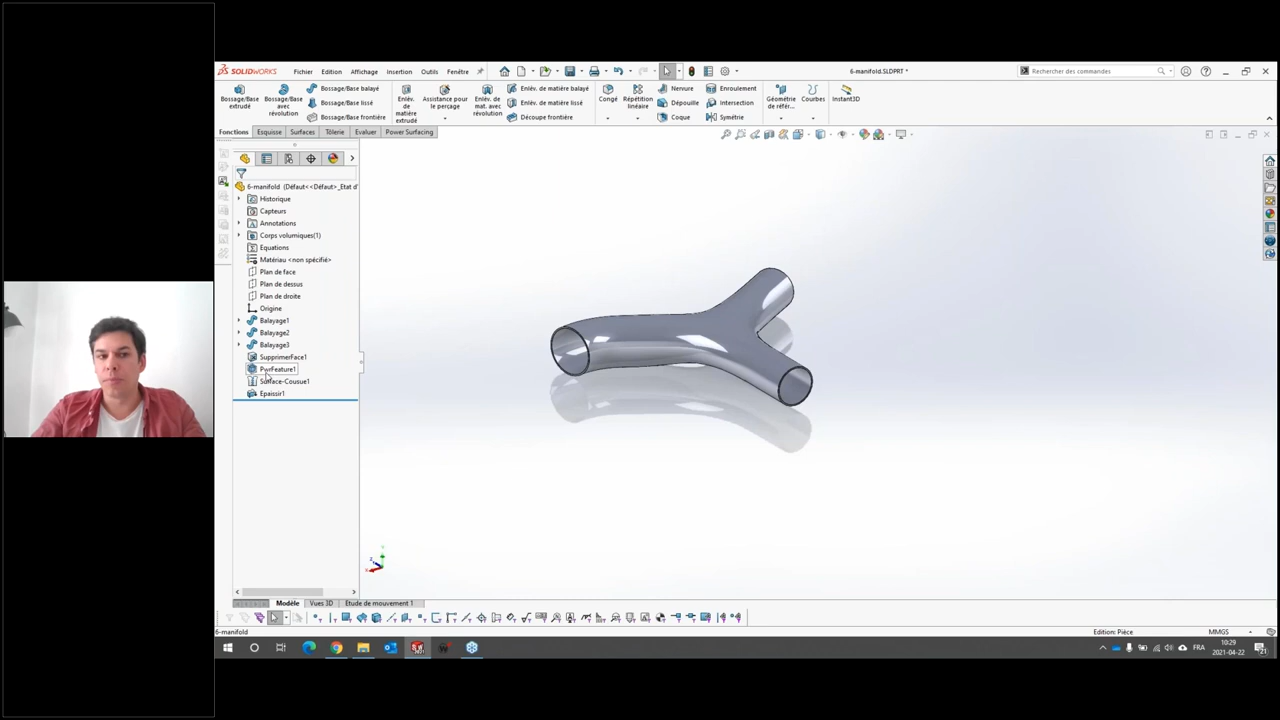 SOLIDWORKS Fichier Edition Affichage Insertion Outils Fenêtre 6-manifold.SLDPRT * Rechercher des commandes
Bossage/Base extrudé
Bossage/Base avec révolution
Bossage/Base balayé
Bossage/Base lissé
Bossage/Base frontière
Enlèv. de matière extrudé
Assistance pour le perçage
Enlèv. de mat. avec révolution
Enlèv. de matière balayé
Enlèv. de matière lissé
Découpe frontière
Congé
Répétition linéaire
Nervure
Dépouille
Coque
Enroulement
Intersection
Symétrie
Géométrie de référ...
Courbes
Instant3D
Fonctions Esquisse Surfaces Tôlerie Evaluer Power Surfacing
6-manifold (Défaut<<Défaut>_Etat d'
Historique
Capteurs
Annotations
Corps volumiques(1)
Equations
Matériau <non spécifié>
Plan de face
Plan de dessus
Plan de droite
Origine
Balayage1
Balayage2
Balayage3
SupprimerFace1
PwrFeature1
Surface-Cousue1
Epaissir1
Modèle Vues 3D Etude de mouvement 1
6-manifold Edition: Pièce MMGS
FRA 10:29
2021-04-22